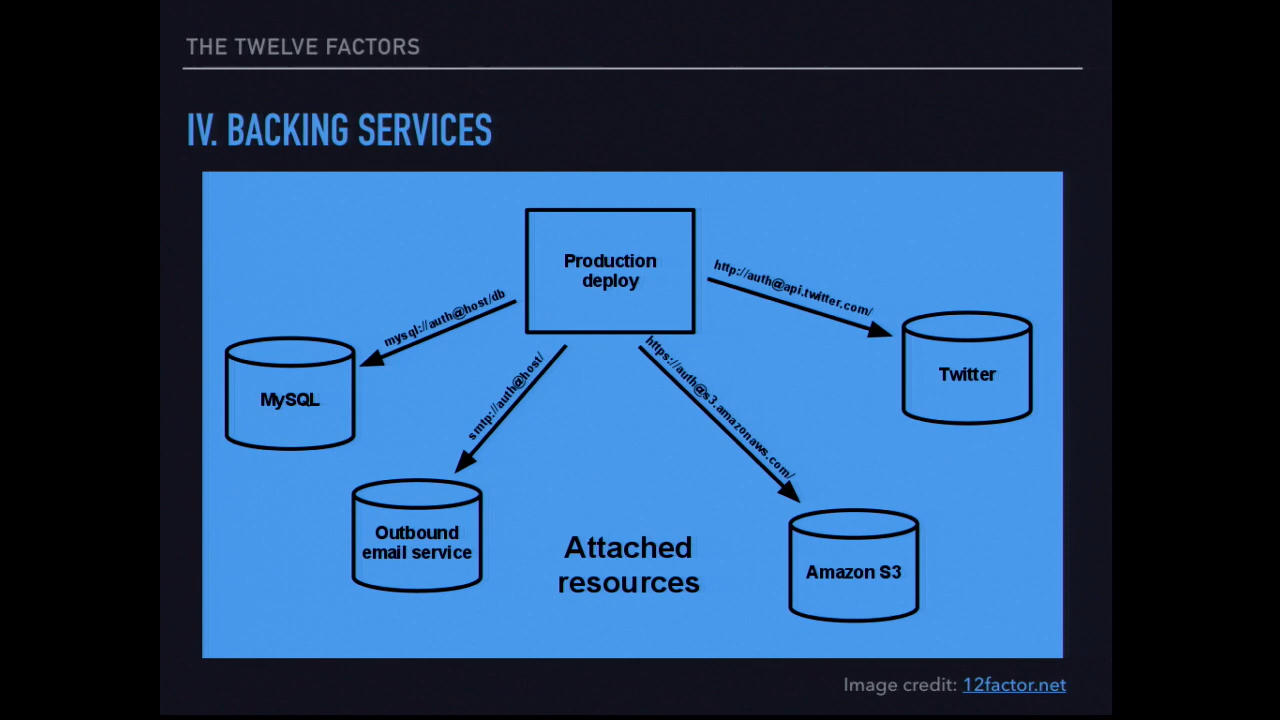 THE TWELVE FACTORS
IV. BACKING SERVICES
Production
deploy
http://auth@api.twitter.com/
mysql://auth@host/db
smtp://auth@host/
https://auth@s3.amazonaws.com/
MySQL
Twitter
Outbound
email service
Attached
resources
Amazon S3
Image credit: 12factor.net